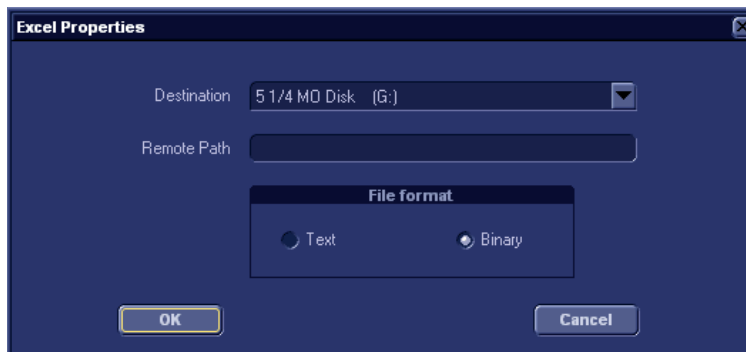 Excel Properties
Destination 5 1/4 MO Disk (G:)
Remote Path
File format
Text Binary
OK Cancel